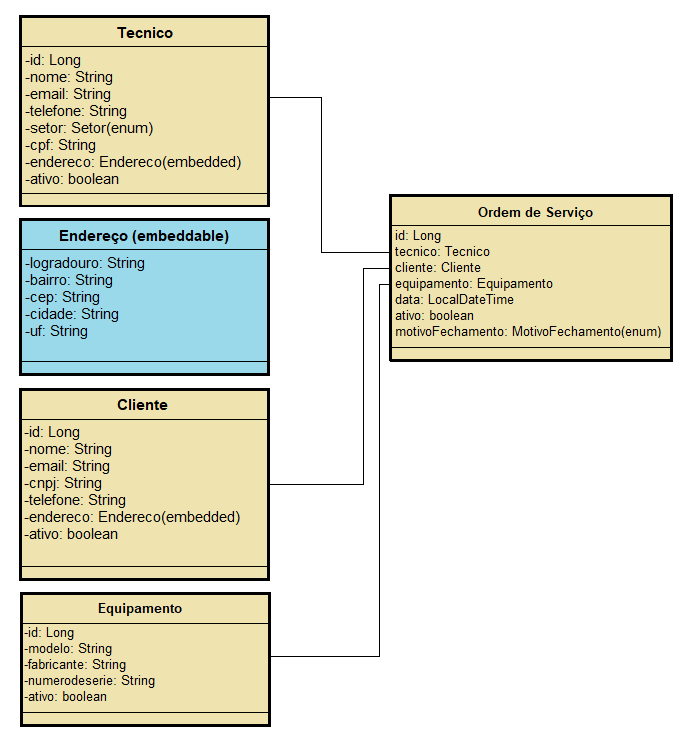 Tecnico
-id: Long
-nome: String
-email: String
-telefone: String
-setor: Setor(enum)
-cpf: String
-endereco: Endereco(embedded)
-ativo: boolean
Endereço (embeddable)
-logradouro: String
-bairro: String
-cep: String
-cidade: String
-uf: String
Cliente
-id: Long
-nome: String
-email: String
-cnpj: String
-telefone: String
-endereco: Endereco(embedded)
-ativo: boolean
Equipamento
-id: Long
-modelo: String
-fabricante: String
-numerodeserie: String
-ativo: boolean
Ordem de Serviço
id: Long
tecnico: Tecnico
cliente: Cliente
equipamento: Equipamento
data: LocalDateTime
ativo: boolean
motivoFechamento: MotivoFechamento(enum)